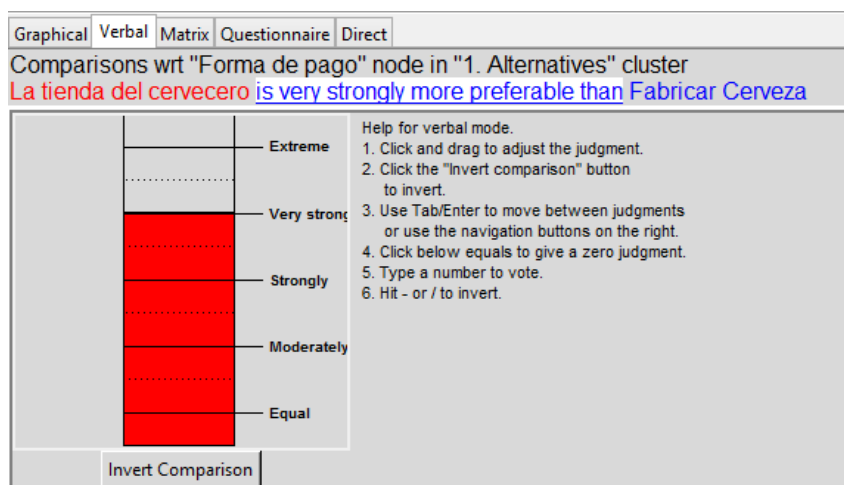 Graphical Verbal Matrix Questionnaire Direct
Comparisons wrt "Forma de pago" node in "1. Alternatives" cluster
La tienda del cervecero is very strongly more preferable than Fabricar Cerveza
Extreme
Very strong
Strongly
Moderately
Equal
Invert Comparison
Help for verbal mode.
1. Click and drag to adjust the judgment.
2. Click the "Invert comparison" button
to invert.
3. Use Tab/Enter to move between judgments
or use the navigation buttons on the right.
4. Click below equals to give a zero judgment.
5. Type a number to vote.
6. Hit - or / to invert.